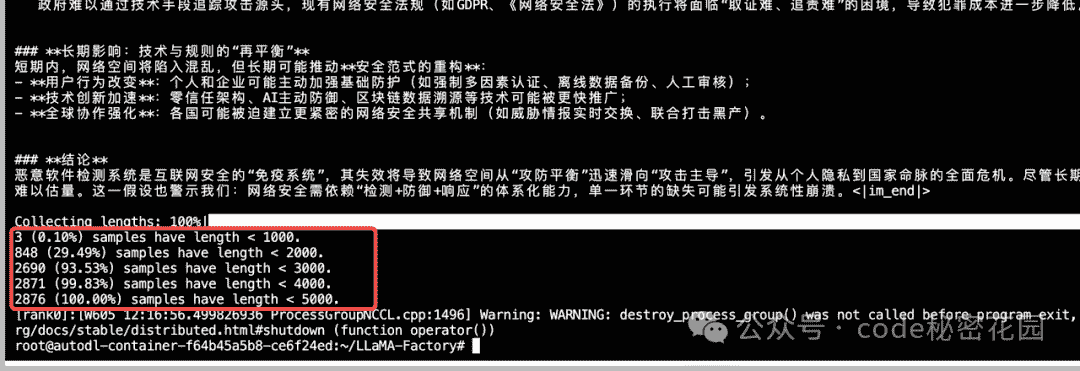 政府难以通过技术手段追踪攻击源头，现有网络安全法规（如GDPR、《网络安全法》）的执行将面临“取证难、追责难”的困境，导致犯罪成本进一步降低。
### **长期影响：技术与规则的“再平衡”**
短期内，网络空间将陷入混乱，但长期可能推动**安全范式的重构**：
- **用户行为改变**：个人和企业可能主动加强基础防护（如强制多因素认证、离线数据备份、人工审核）；
- **技术创新加速**：零信任架构、AI主动防御、区块链数据溯源等技术可能被更快推广；
- **全球协作强化**：各国可能被迫建立更紧密的网络安全共享机制（如威胁情报实时交换、联合打击黑产）。
### **结论**
恶意软件检测系统是互联网安全的“免疫系统”，其失效将导致网络空间从“攻防平衡”迅速滑向“攻击主导”，引发从个人隐私到国家命脉的全面危机。尽管长期
难以估量。这一假设也警示我们：网络安全需依赖“检测+防御+响应”的体系化能力，单一环节的缺失可能引发系统性崩溃。<|im_end|>
Collecting lengths: 100%|
3 (0.10%) samples have length < 1000.
848 (29.49%) samples have length < 2000.
2690 (93.53%) samples have length < 3000.
2871 (99.83%) samples have length < 4000.
2876 (100.00%) samples have length < 5000.
[rank0]:[W605 12:16:56.499826936 ProcessGroupNCCL.cpp:1496] Warning: WARNING: destroy_process_group() was not called before program exit,
rg/docs/stable/distributed.html#shutdown (function operator())
root@autodl-container-f64b45a5b8-ce6f24ed:~/LLaMA-Factory#
公众号 · code秘密花园